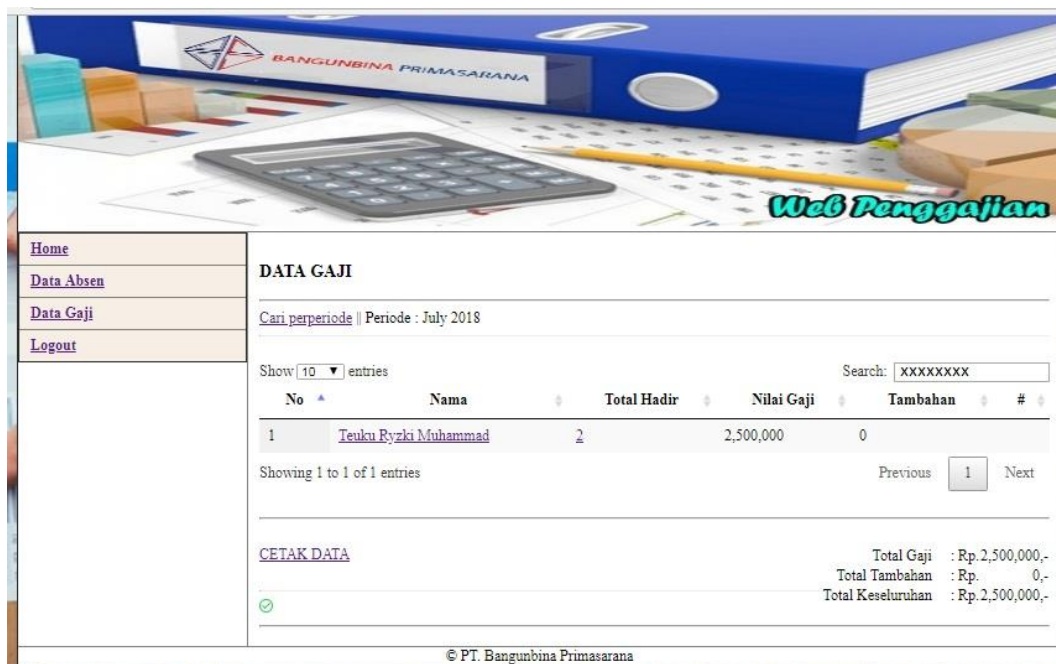 BANGUNBINA PRIMASARANA
Web Penggajian
Home
Data Absen
Data Gaji
Logout
DATA GAJI
Cari perperiode || Periode : July 2018
Show 10 entries
Search: XXXXXXXX
No Nama Total Hadir Nilai Gaji Tambahan #
1 Teuku Ryzki Muhammad 2 2,500,000 0
Showing 1 to 1 of 1 entries
Previous 1 Next
CETAK DATA
Total Gaji : Rp.2,500,000,-
Total Tambahan : Rp. 0,-
Total Keseluruhan : Rp.2,500,000,-
© PT. Bangunbina Primasarana